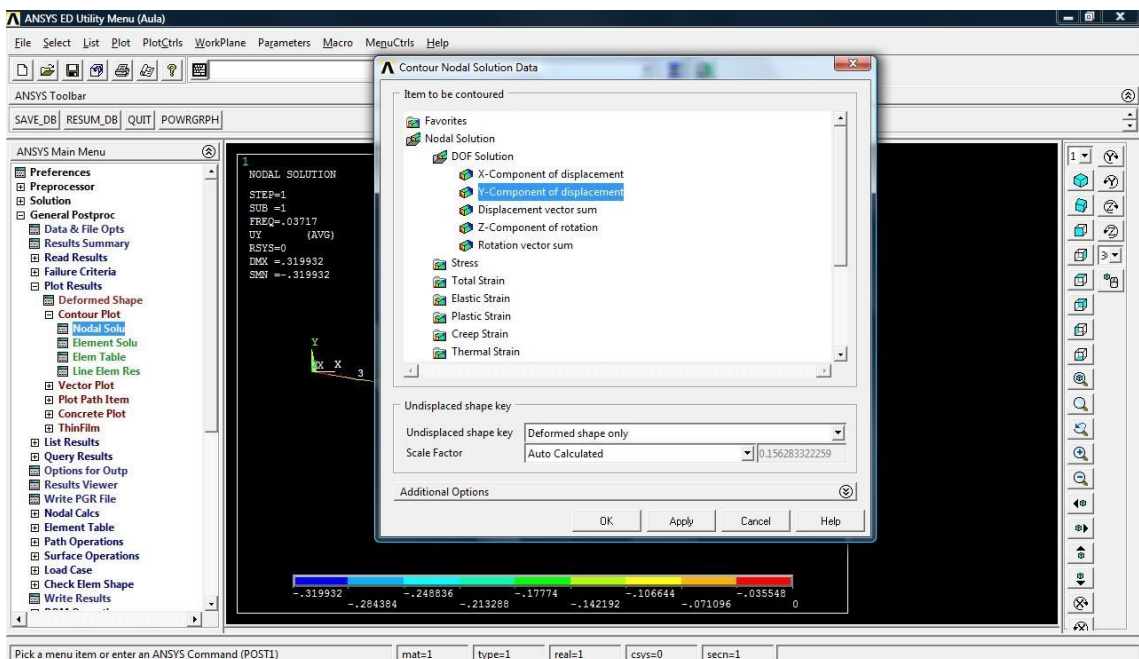 ANSYS ED Utility Menu (Aula)
File Select List Plot PlotCtrls WorkPlane Parameters Macro MenuCtrls Help
ANSYS Toolbar
SAVE_DB RESUM_DB QUIT POWRGRPH
ANSYS Main Menu
Preferences
Preprocessor
Solution
General Postproc
Data & File Opts
Results Summary
Read Results
Failure Criteria
Plot Results
Deformed Shape
Contour Plot
Nodal Solu
Element Solu
Elem Table
Line Elem Res
Vector Plot
Plot Path Item
Concrete Plot
ThinFilm
List Results
Query Results
Options for Outp
Results Viewer
Write PGR File
Nodal Calcs
Element Table
Path Operations
Surface Operations
Load Case
Check Elem Shape
Write Results
1
NODAL SOLUTION
STEP=1
SUB =1
FREQ=.03717
UY (AVG)
RSYS=0
DMX =.319932
SMN =-.319932
Y
X X 3
Contour Nodal Solution Data
Item to be contoured
Favorites
Nodal Solution
DOF Solution
X-Component of displacement
Y-Component of displacement
Displacement vector sum
Z-Component of rotation
Rotation vector sum
Stress
Total Strain
Elastic Strain
Plastic Strain
Creep Strain
Thermal Strain
Undisplaced shape key
Undisplaced shape key Deformed shape only
Scale Factor Auto Calculated 0.156283322259
Additional Options
OK Apply Cancel Help
-.319932 -.248836 -.17774 -.106644 -.035548
-.284384 -.213288 -.142192 -.071096 0
1
Pick a menu item or enter an ANSYS Command (POST1) mat=1 type=1 real=1 csys=0 secn=1